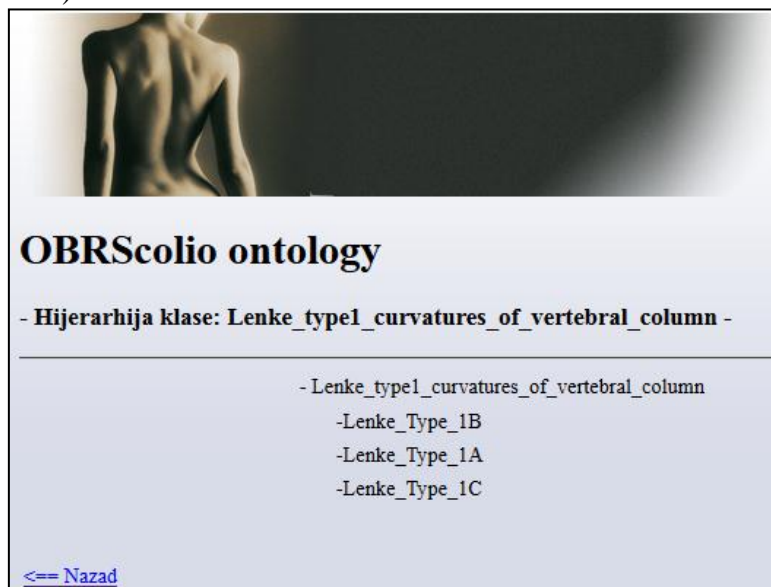 OBRScolio ontology
- Hijerarhija klase: Lenke_type1_curvatures_of_vertebral_column -
- Lenke_type1_curvatures_of_vertebral_column
-Lenke_Type_1B
-Lenke_Type_1A
-Lenke_Type_1C
<== Nazad